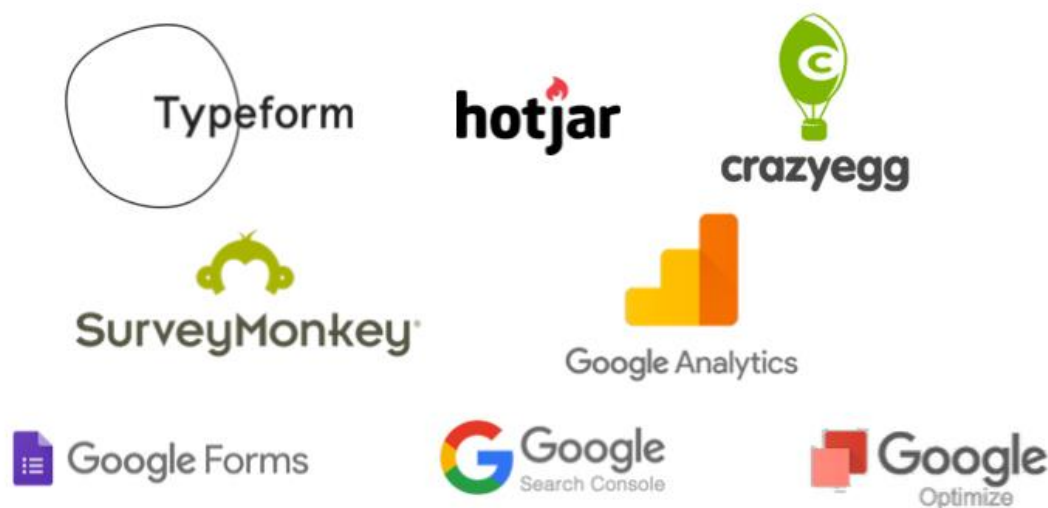 Typeform
hotjar
c
crazyegg
SurveyMonkey®
Google Analytics
Google Forms
G Google
Search Console
Google
Optimize